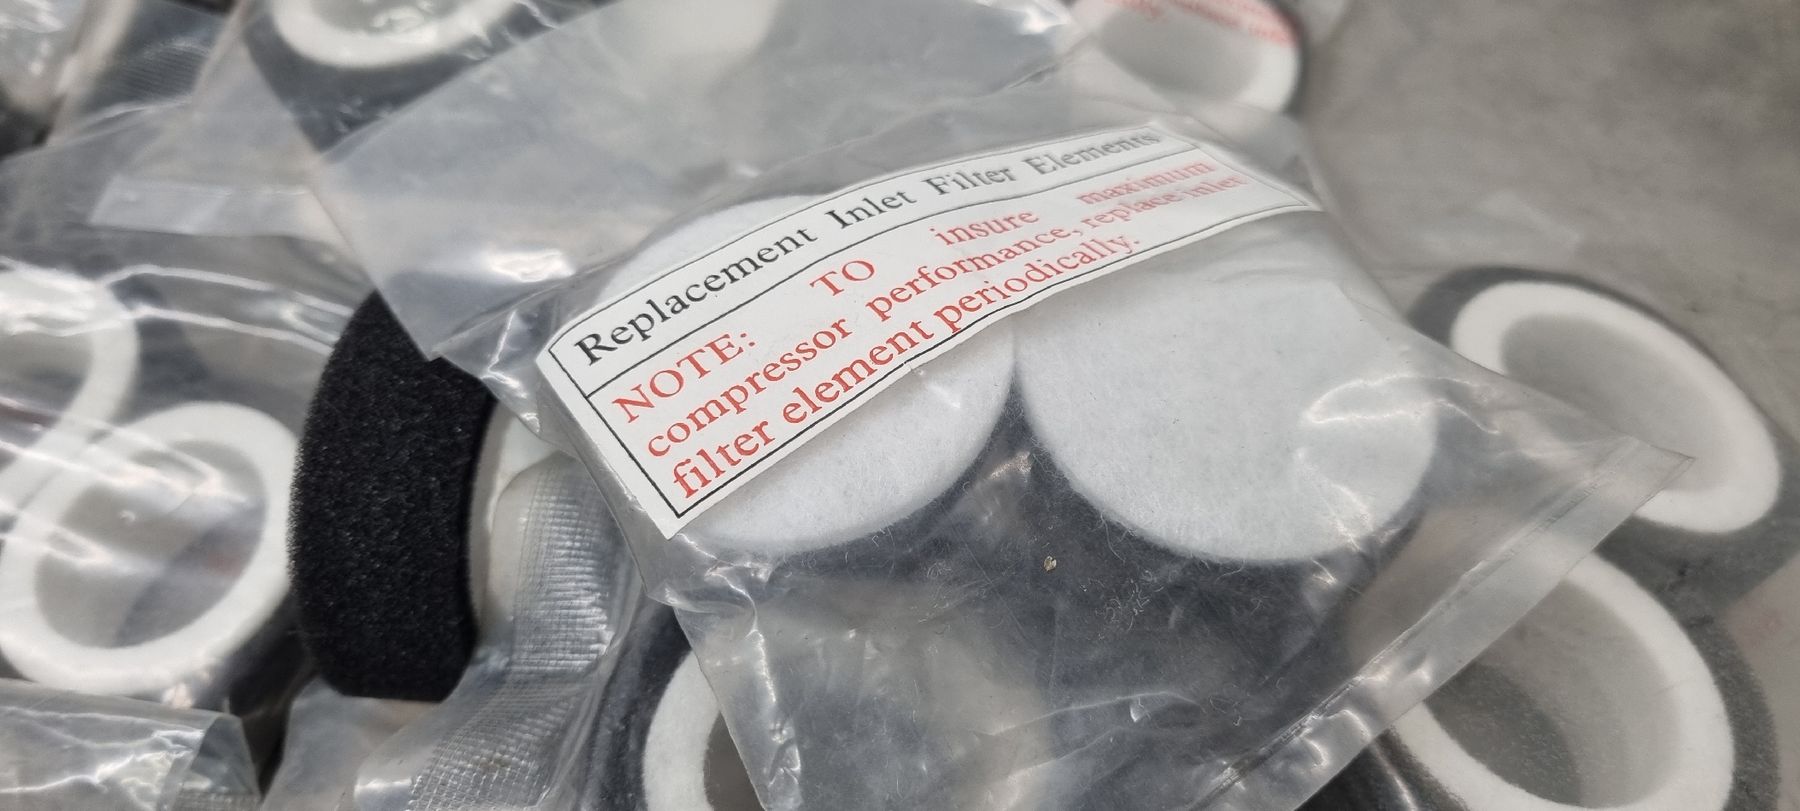 Replacement Inlet Filter Elements
NOTE: TO insure maximum
compressor performance, replace inlet
filter element periodically.